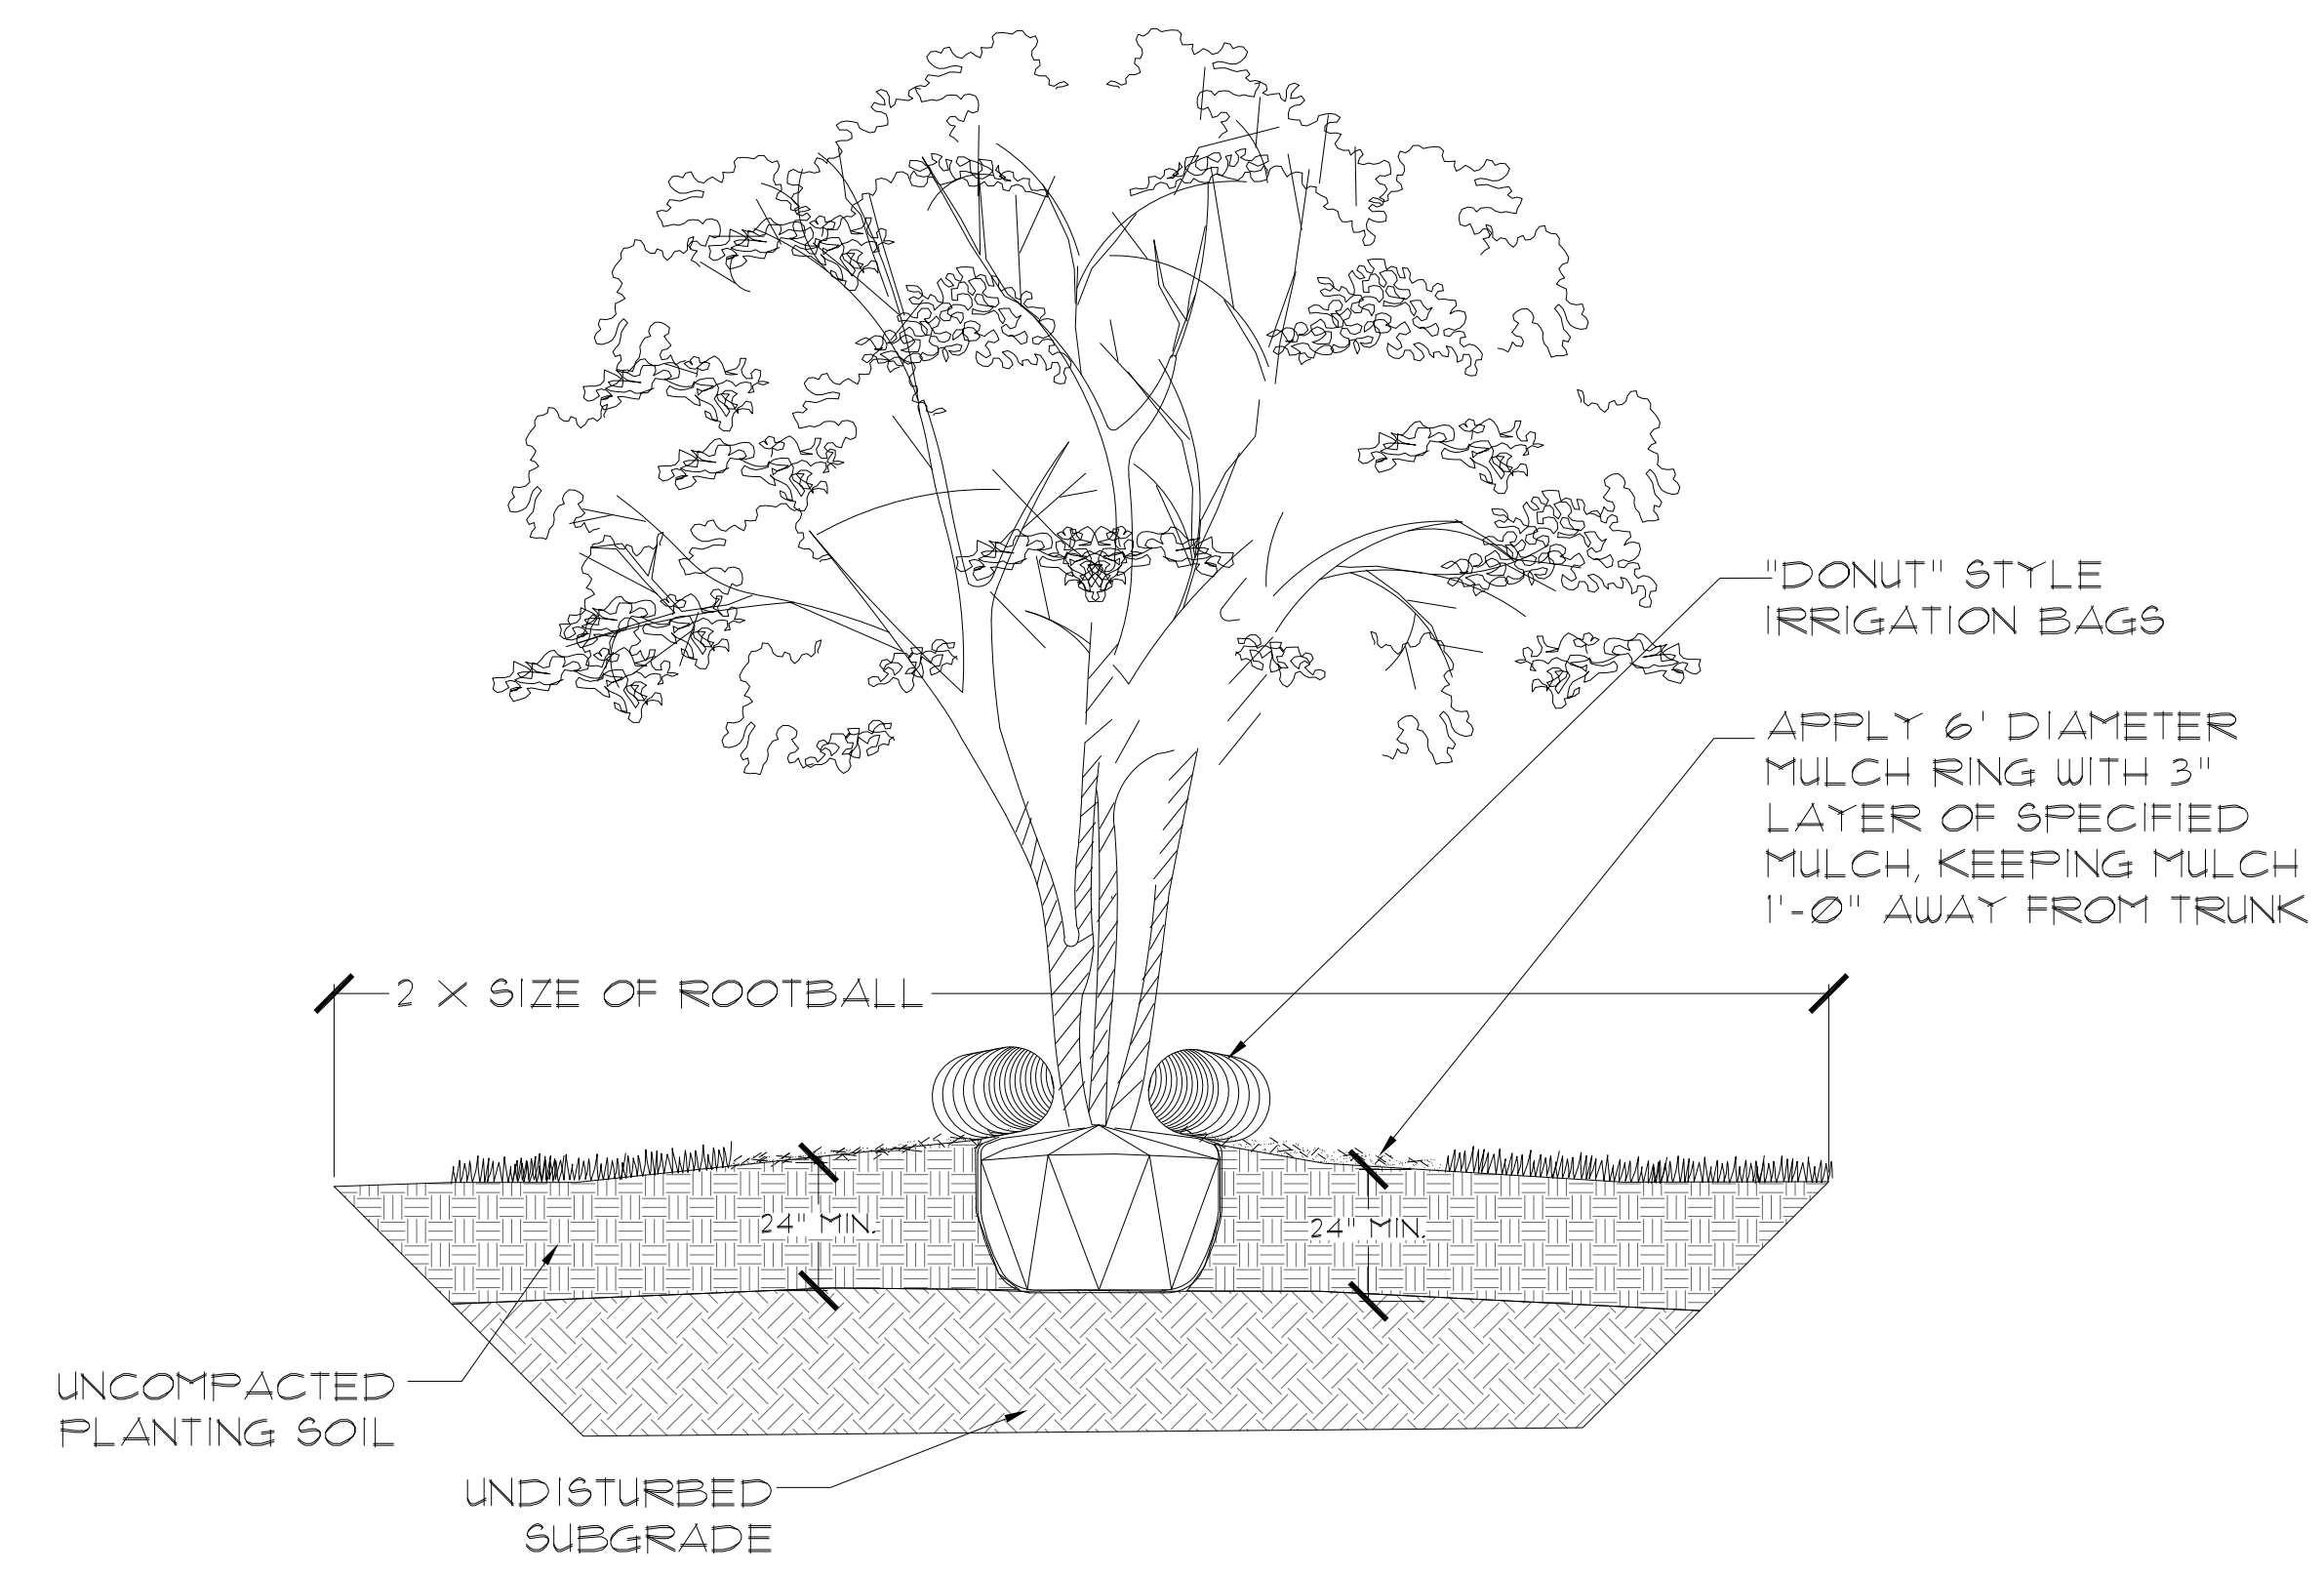 "DONUT" STYLE
IRRIGATION BAGS
APPLY 6' DIAMETER
MULCH RING WITH 3"
LAYER OF SPECIFIED
MULCH, KEEPING MULCH
1'-0" AWAY FROM TRUNK
2 X SIZE OF ROOTBALL
24" MIN.
24" MIN.
UNCOMPACTED
PLANTING SOIL
UNDISTURBED
SUBGRADE